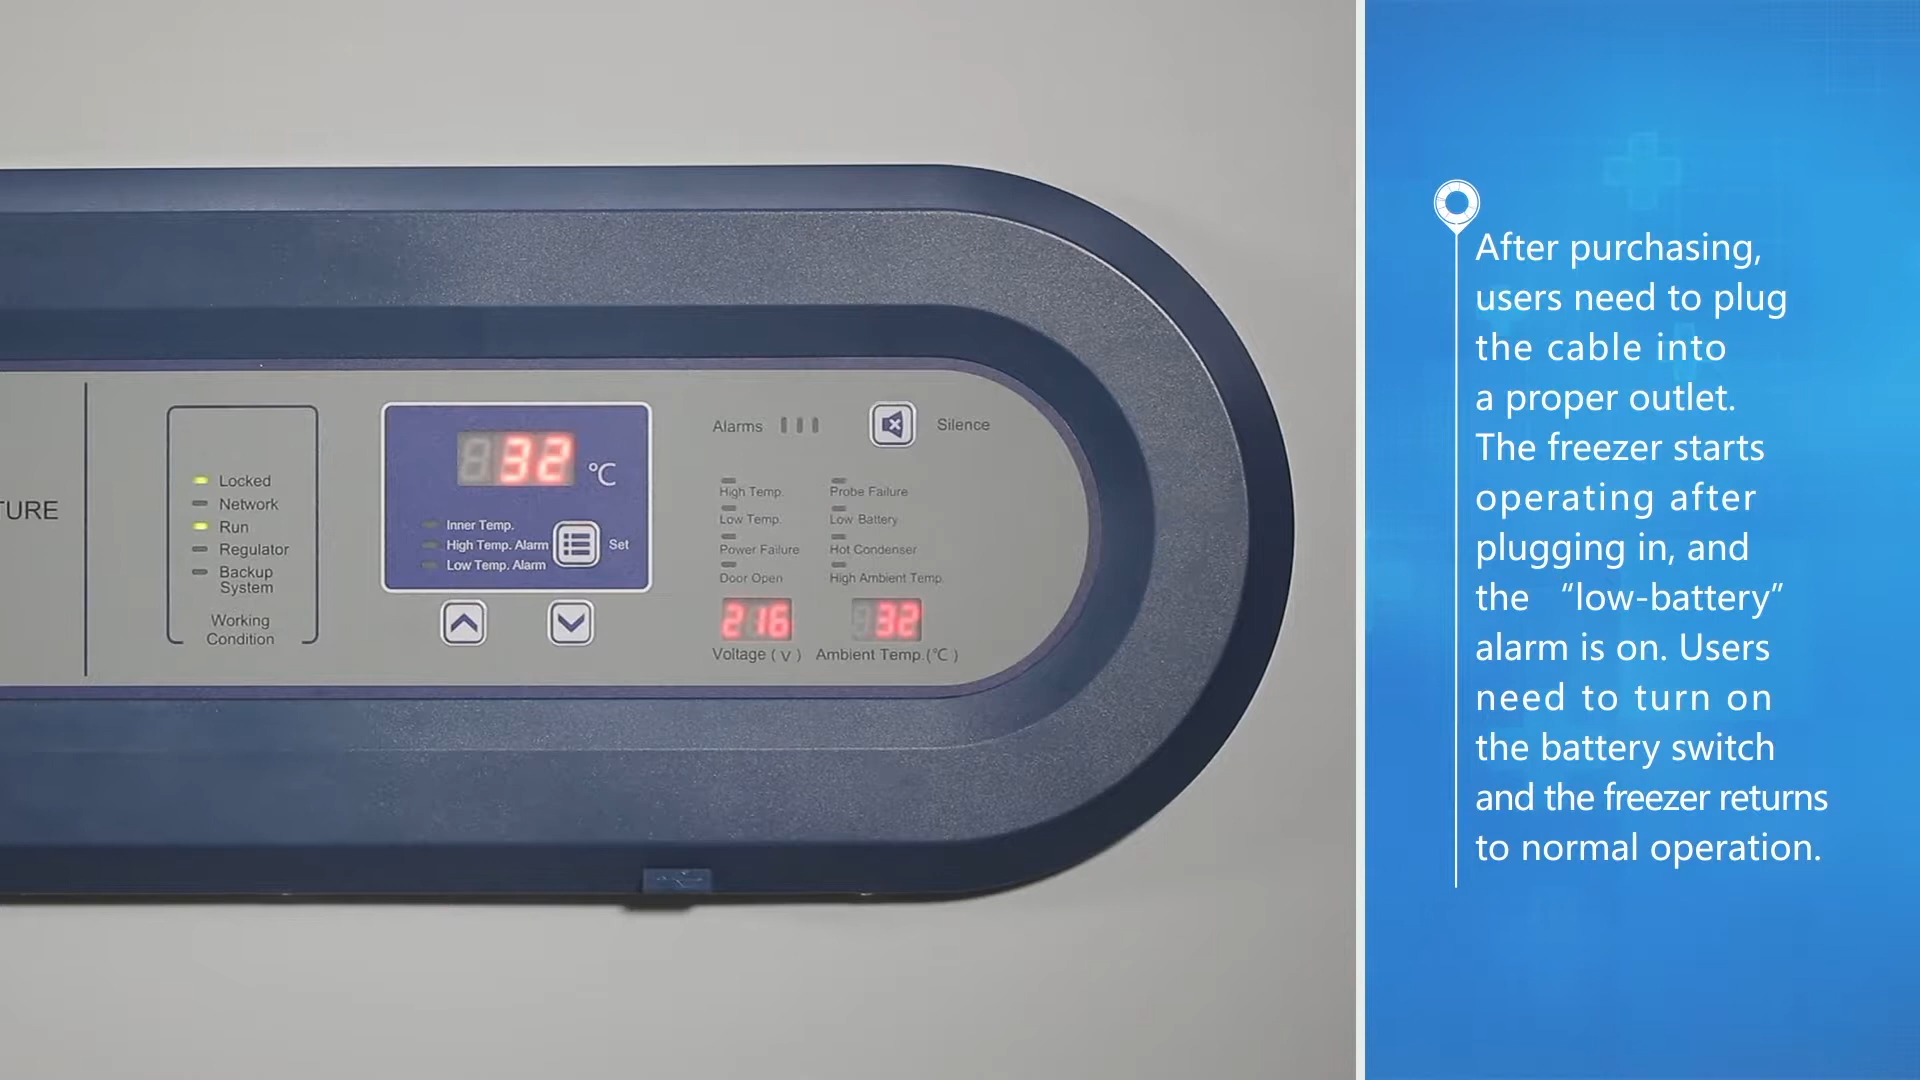 TURE
Locked
Network
Run
Regulator
Backup
System
Working
Condition
32
°C
Inner Temp.
High Temp. Alarm
Low Temp. Alarm
Set
Alarms
Silence
High Temp.
Probe Failure
Low Temp.
Low Battery
Power Failure
Hot Condenser
Door Open
High Ambient Temp.
216
32
Voltage ( V )
Ambient Temp.(°C )
After purchasing,
users need to plug
the cable into
a proper outlet.
The freezer starts
operating after
plugging in, and
the “low-battery”
alarm is on. Users
need to turn on
the battery switch
and the freezer returns
to normal operation.